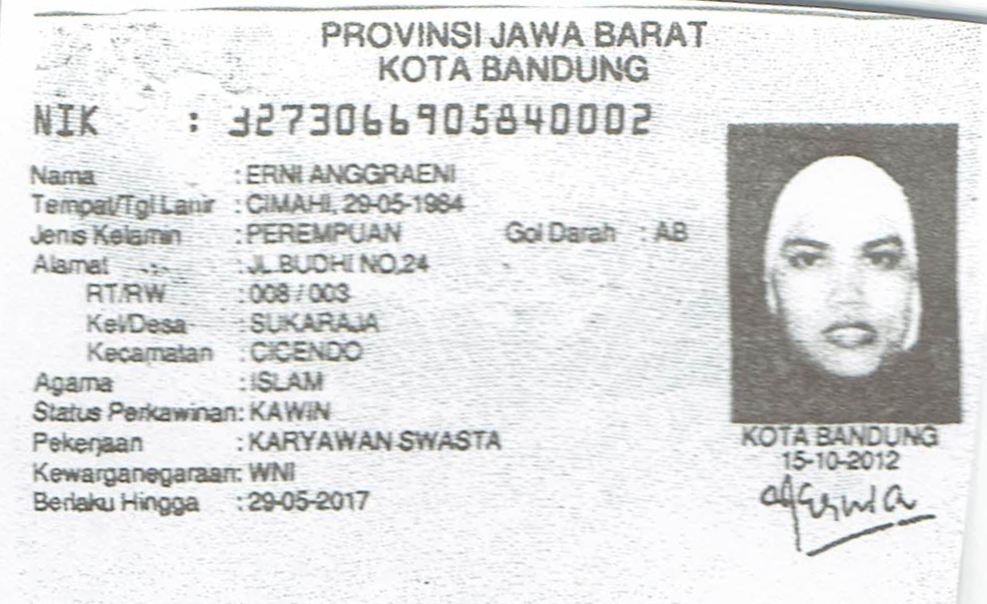 PROVINSI JAWA BARAT
KOTA BANDUNG
NIK : 3273066905840002
Nama : ERNI ANGGRAENI
Tempat/Tgl Lahir : CIMAHI, 29-05-1984
Jenis Kelamin : PEREMPUAN Gol Darah : AB
Alamat : JL.BUDHI NO,24
RT/RW : 008 / 003
Kel/Desa : SUKARAJA
Kecamatan : CICENDO
Agama : ISLAM
Status Perkawinan: KAWIN
Pekerjaan : KARYAWAN SWASTA
Kewarganegaraan: WNI
Berlaku Hingga : 29-05-2017
KOTA BANDUNG
15-10-2012